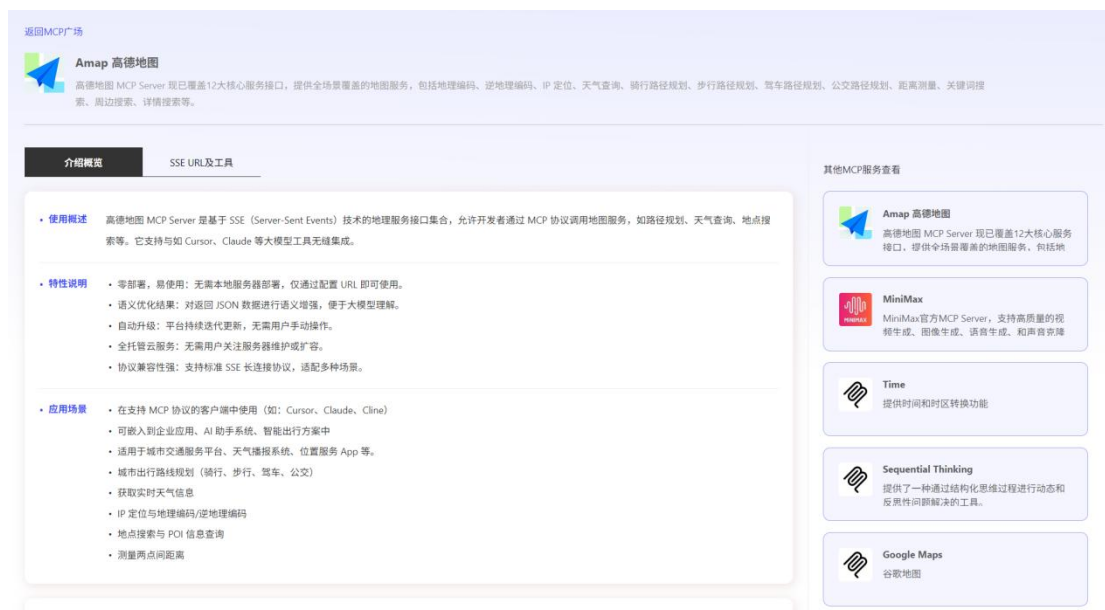 返回MCP广场
Amap 高德地图
高德地图 MCP Server 现已覆盖12大核心服务接口，提供全场景覆盖的地图服务，包括地理编码、逆地理编码、IP 定位、天气查询、骑行路径规划、步行路径规划、驾车路径规划、公交路径规划、距离测量、关键词搜
索、周边搜索、详情搜索等。
介绍概览
SSE URL及工具
• 使用概述
高德地图 MCP Server 是基于 SSE（Server-Sent Events）技术的地理服务接口集合，允许开发者通过 MCP 协议调用地图服务，如路径规划、天气查询、地点搜
索等。它支持与如 Cursor、Claude 等大模型工具无缝集成。
• 特性说明
• 零部署，易使用：无需本地服务器部署，仅通过配置 URL 即可使用。
• 语义优化结果：对返回 JSON 数据进行语义增强，便于大模型理解。
• 自动升级：平台持续迭代更新，无需用户手动操作。
• 全托管云服务：无需用户关注服务器维护或扩容。
• 协议兼容性强：支持标准 SSE 长连接协议，适配多种场景。
• 应用场景
• 在支持 MCP 协议的客户端中使用（如：Cursor、Claude、Cline）
• 可嵌入到企业应用、AI 助手系统、智能出行方案中
• 适用于城市交通服务平台、天气播报系统、位置服务 App 等。
• 城市出行路线规划（骑行、步行、驾车、公交）
• 获取实时天气信息
• IP 定位与地理编码/逆地理编码
• 地点搜索与 POI 信息查询
• 测量两点间距离
其他MCP服务查看
Amap 高德地图
高德地图 MCP Server 现已覆盖12大核心服务
接口，提供全场景覆盖的地图服务，包括地
MINIMAX
MiniMax
MiniMax官方MCP Server，支持高质量的视
频生成、图像生成、语音生成、和声音克隆
Time
提供时间和时区转换功能
Sequential Thinking
提供了一种通过结构化思维过程进行动态和
反思性问题解决的工具。
Google Maps
谷歌地图